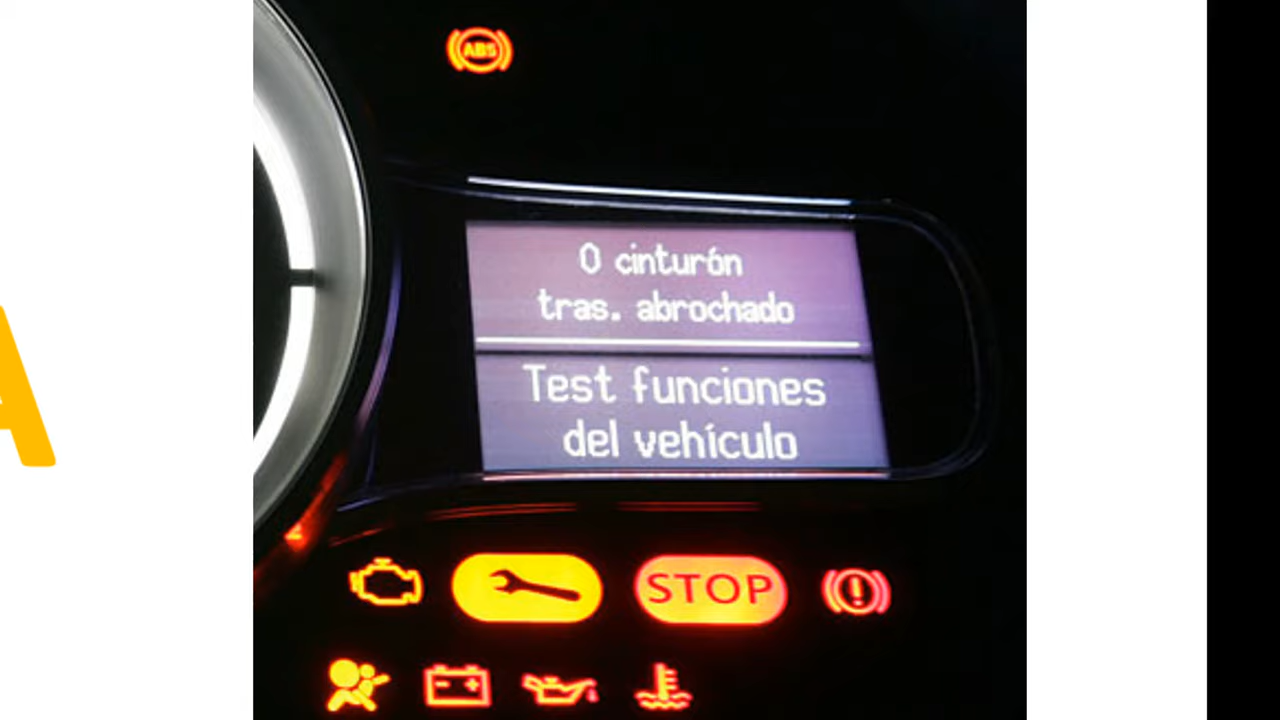 ABS
0 cinturón
tras. abrochado
Test funciones
del vehículo
STOP
A